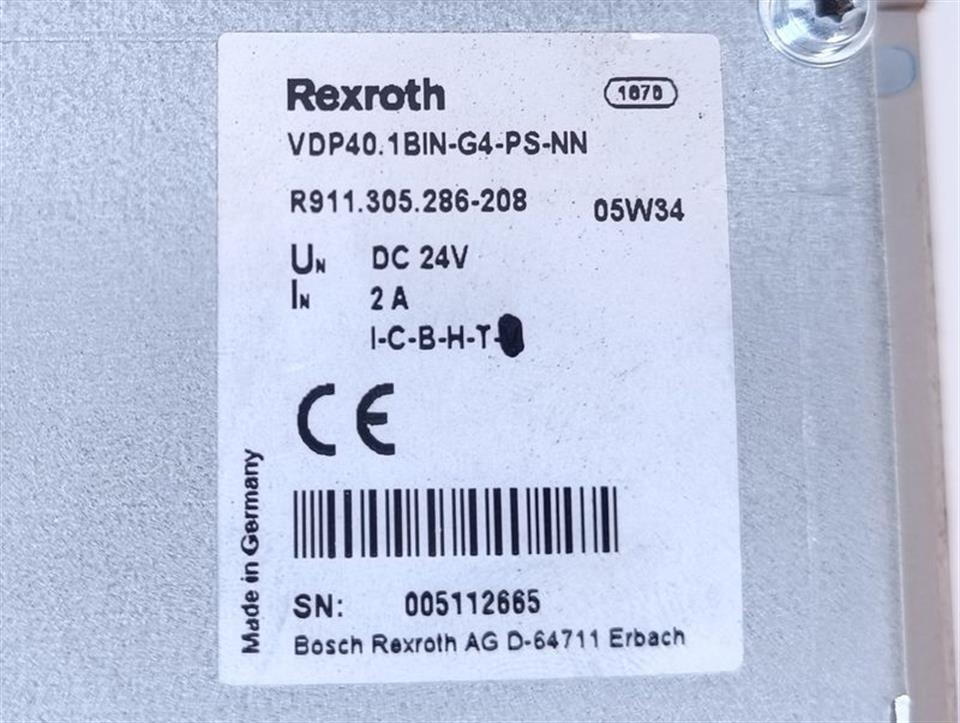 Rexroth
1676
VDP40.1BIN-G4-PS-NN
R911.305.286-208
05W34
UN DC 24V
IN 2 A
I-C-B-H-T-
CE
Made in Germany
SN: 005112665
Bosch Rexroth AG D-64711 Erbach